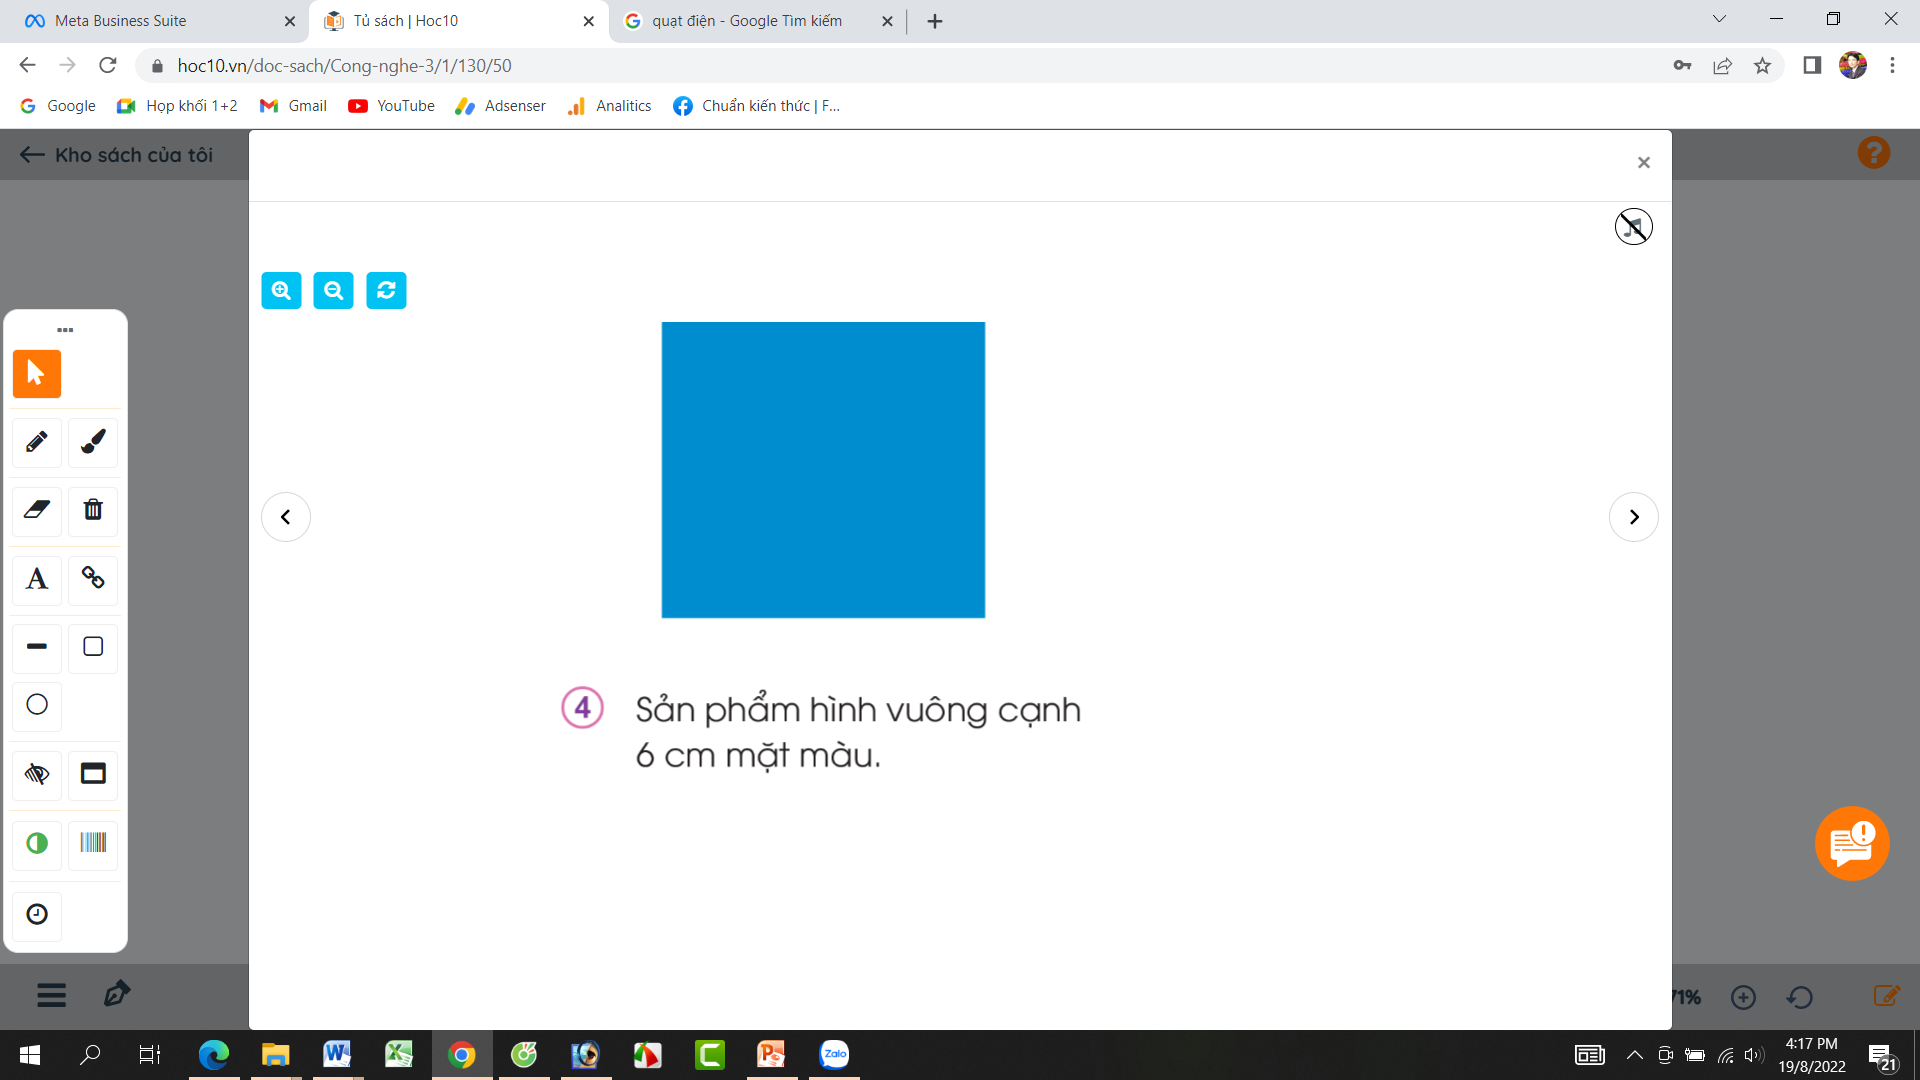 Meta Business Suite
Tủ sách | Hoc10
quạt điện - Google Tìm kiếm
hoc10.vn/doc-sach/Cong-nghe-3/1/130/50
Google
Họp khối 1+2
Gmail
YouTube
Adsenser
Analitics
Chuẩn kiến thức | F...
Kho sách của tôi
4
Sản phẩm hình vuông cạnh
6 cm mặt màu.
71%
Zalo
4:17 PM
19/8/2022
21